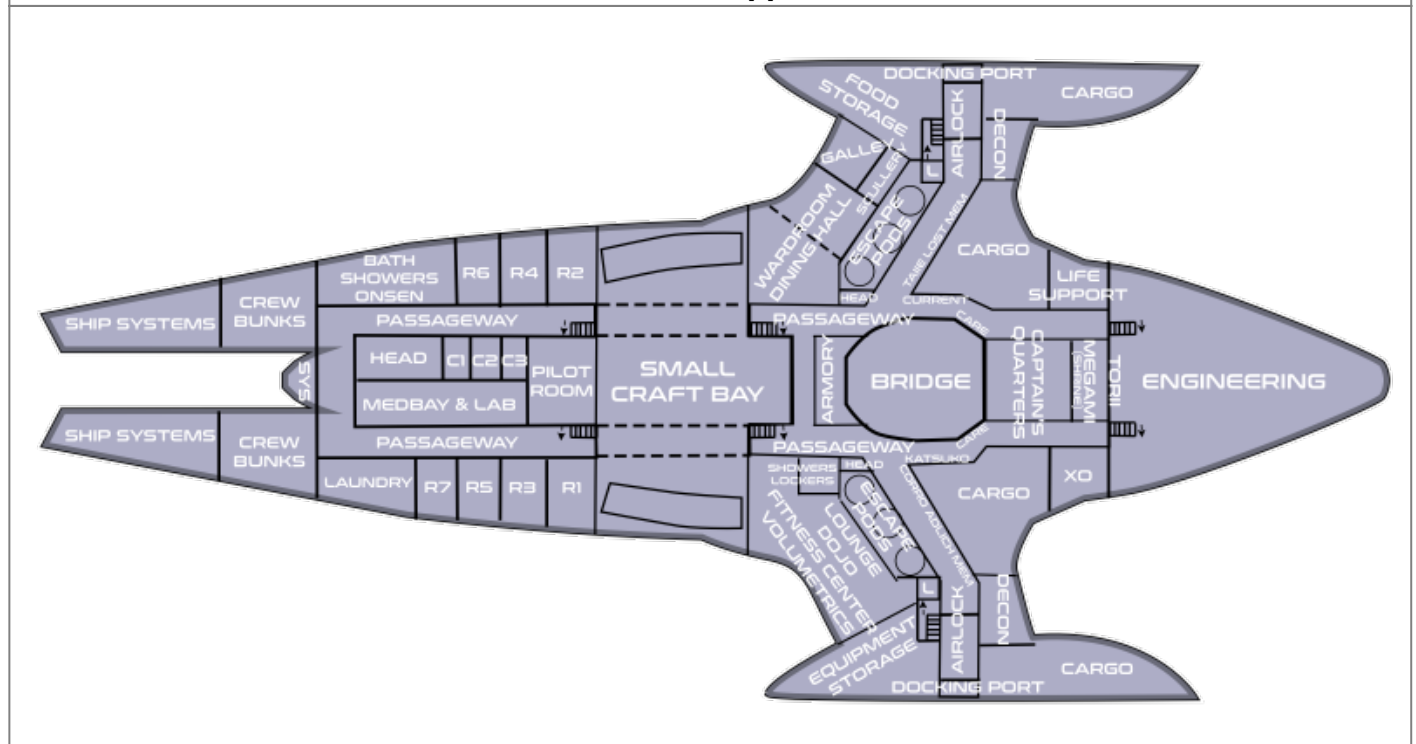 DOCKING PORT
CARGO
FOOD
STORAGE
AIRLOCK
DECON
GALLEY
SCULLERY
L
WARDROOM
DINING HALL
ESCAPE
PODS
CARGO
LIFE
SUPPORT
BATH
SHOWERS
ONSEN
R6
R4
R2
HEAD
CURRENT
CREW
BUNKS
SHIP SYSTEMS
PASSAGEWAY
PASSAGEWAY
CARE
HEAD
C1
C2
C3
PILOT
ROOM
SMALL
CRAFT BAY
ARMORY
BRIDGE
CAPTAIN'S
QUARTERS
MEGAMI
(SHRINE)
TORII
ENGINEERING
SYS
MEDBAY & LAB
SHIP SYSTEMS
CREW
BUNKS
PASSAGEWAY
PASSAGEWAY
CARE
KATSUKO
HEAD
SHOWERS
LOCKERS
LAUNDRY
R7
R5
R3
R1
ESCAPE
PODS
CARGO
XO
LOUNGE
DOJO
FITNESS CENTER
VOLUMETRICS
L
AIRLOCK
DECON
EQUIPMENT
STORAGE
CARGO
DOCKING PORT